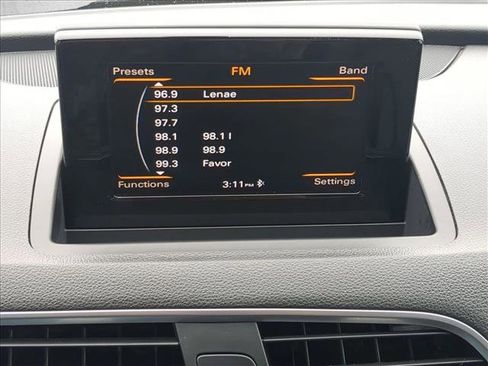 Presets FM Band
96.9 Lenae
97.3
97.7
98.1 98.1 I
98.9 98.9
99.3 Favor
Functions 3:11PM Settings